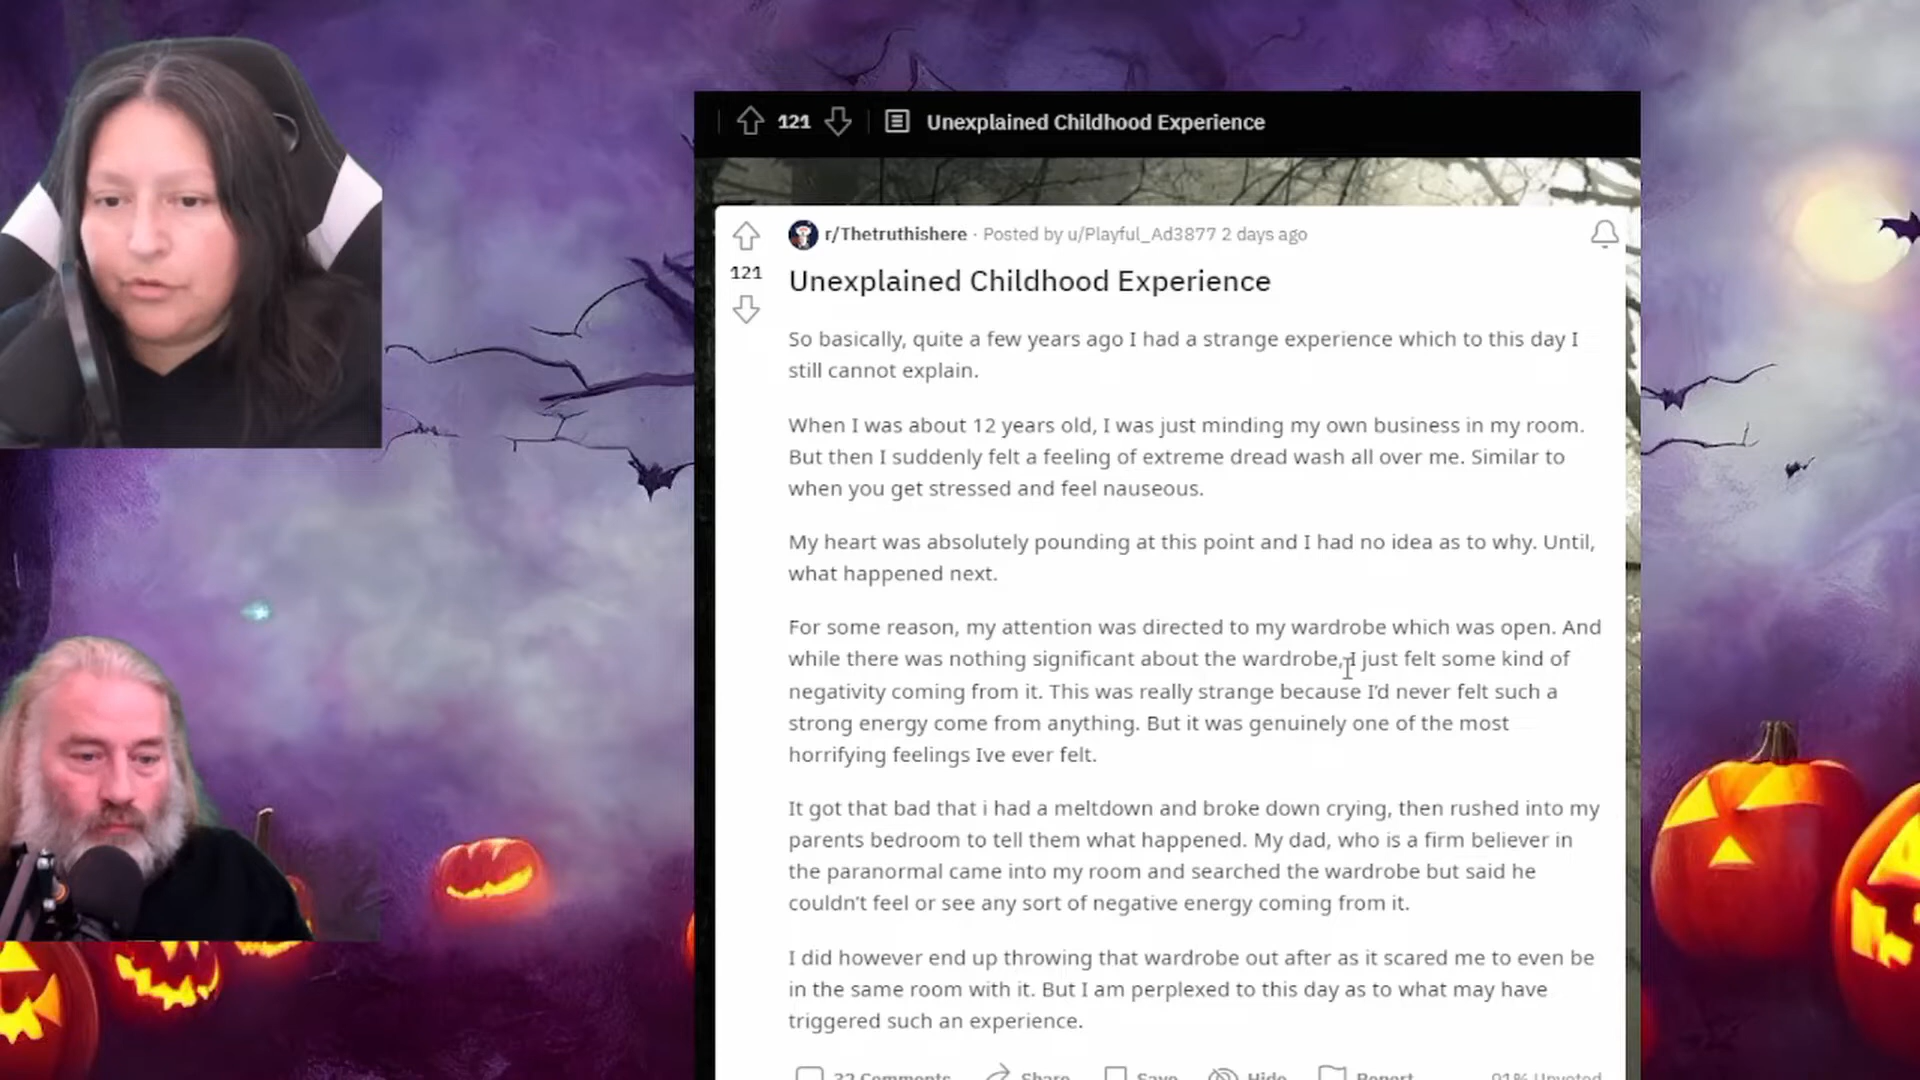 121 Unexplained Childhood Experience
r/Thetruthishere · Posted by u/Playful_Ad3877 2 days ago
121
Unexplained Childhood Experience
So basically, quite a few years ago I had a strange experience which to this day I
still cannot explain.
When I was about 12 years old, I was just minding my own business in my room.
But then I suddenly felt a feeling of extreme dread wash all over me. Similar to
when you get stressed and feel nauseous.
My heart was absolutely pounding at this point and I had no idea as to why. Until,
what happened next.
For some reason, my attention was directed to my wardrobe which was open. And
while there was nothing significant about the wardrobe, I just felt some kind of
negativity coming from it. This was really strange because I'd never felt such a
strong energy come from anything. But it was genuinely one of the most
horrifying feelings Ive ever felt.
It got that bad that i had a meltdown and broke down crying, then rushed into my
parents bedroom to tell them what happened. My dad, who is a firm believer in
the paranormal came into my room and searched the wardrobe but said he
couldn't feel or see any sort of negative energy coming from it.
I did however end up throwing that wardrobe out after as it scared me to even be
in the same room with it. But I am perplexed to this day as to what may have
triggered such an experience.
Comments Share Save Hide Report 91% Upvoted